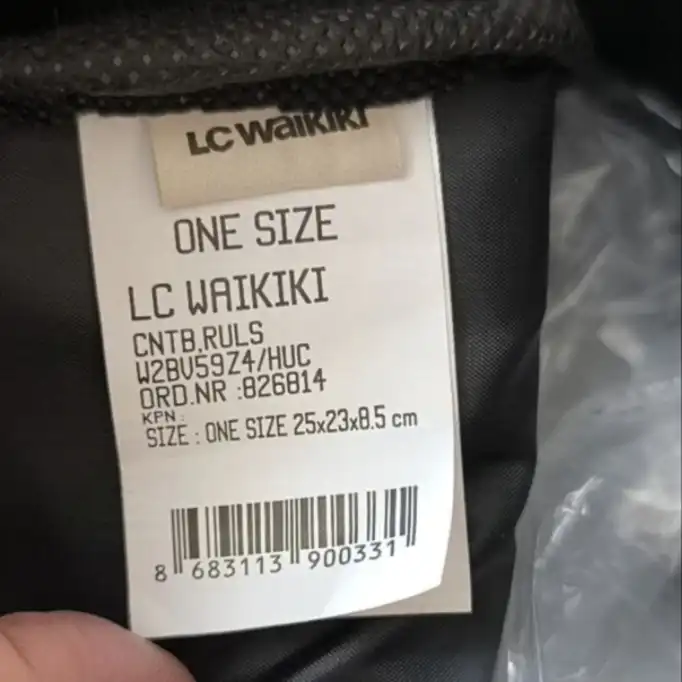 LC Waikiki
ONE SIZE
LC WAIKIKI
CNTB.RULS
W2BV59Z4/HUC
ORD.NR :826814
KPN :
SIZE : ONE SIZE 25x23x8.5 cm
8 683113 900331